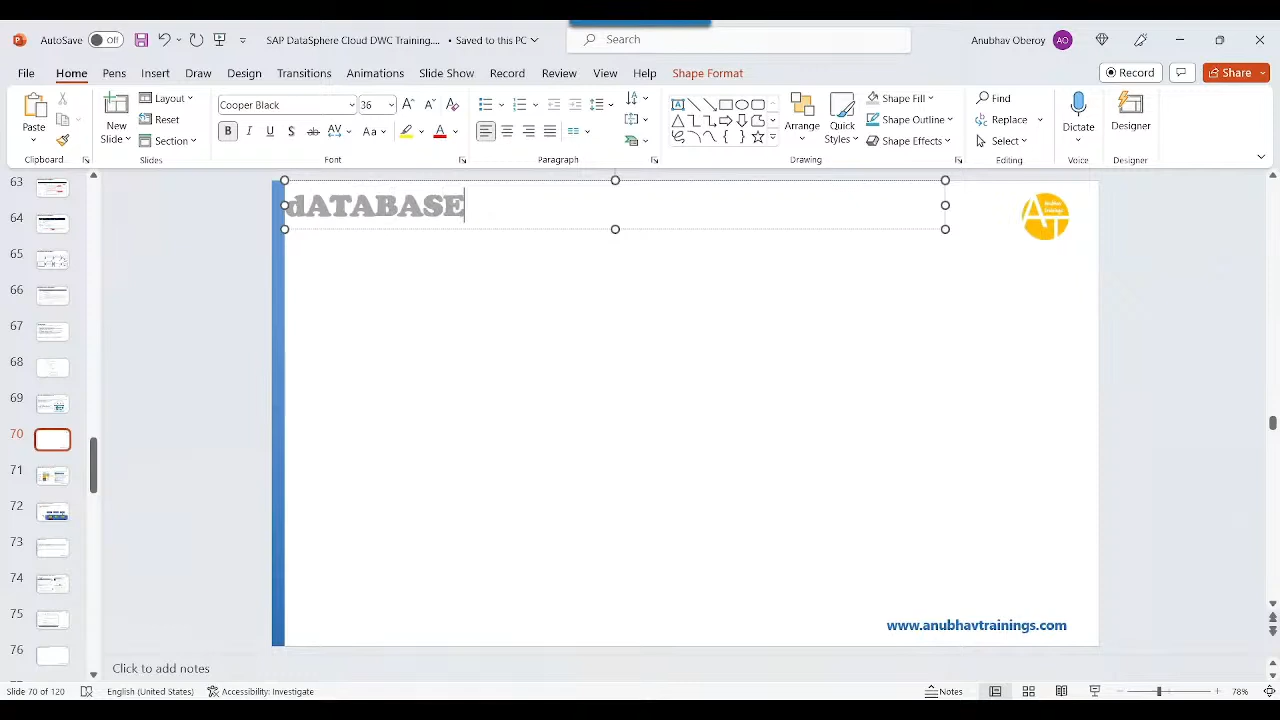 AutoSave Off SAP DataSphere Cloud DWC Training.... • Saved to this PC Search Anubhav Oberoy AO
File Home Pens Insert Draw Design Transitions Animations Slide Show Record Review View Help Shape Format Record Share
Paste New Slide Layout Reset Section Cooper Black 36 Shape Fill Shape Outline Shape Effects Arrange Quick Styles Find Replace Select Dictate Designer
Clipboard Slides Font Paragraph Drawing Editing Voice Designer
63
64
65
66
67
68
69
70
71
72
73
74
75
76
dATABASE
Anubhav Trainings
AT
www.anubhavtrainings.com
Click to add notes
Slide 70 of 120 English (United States) Accessibility: Investigate Notes 78%